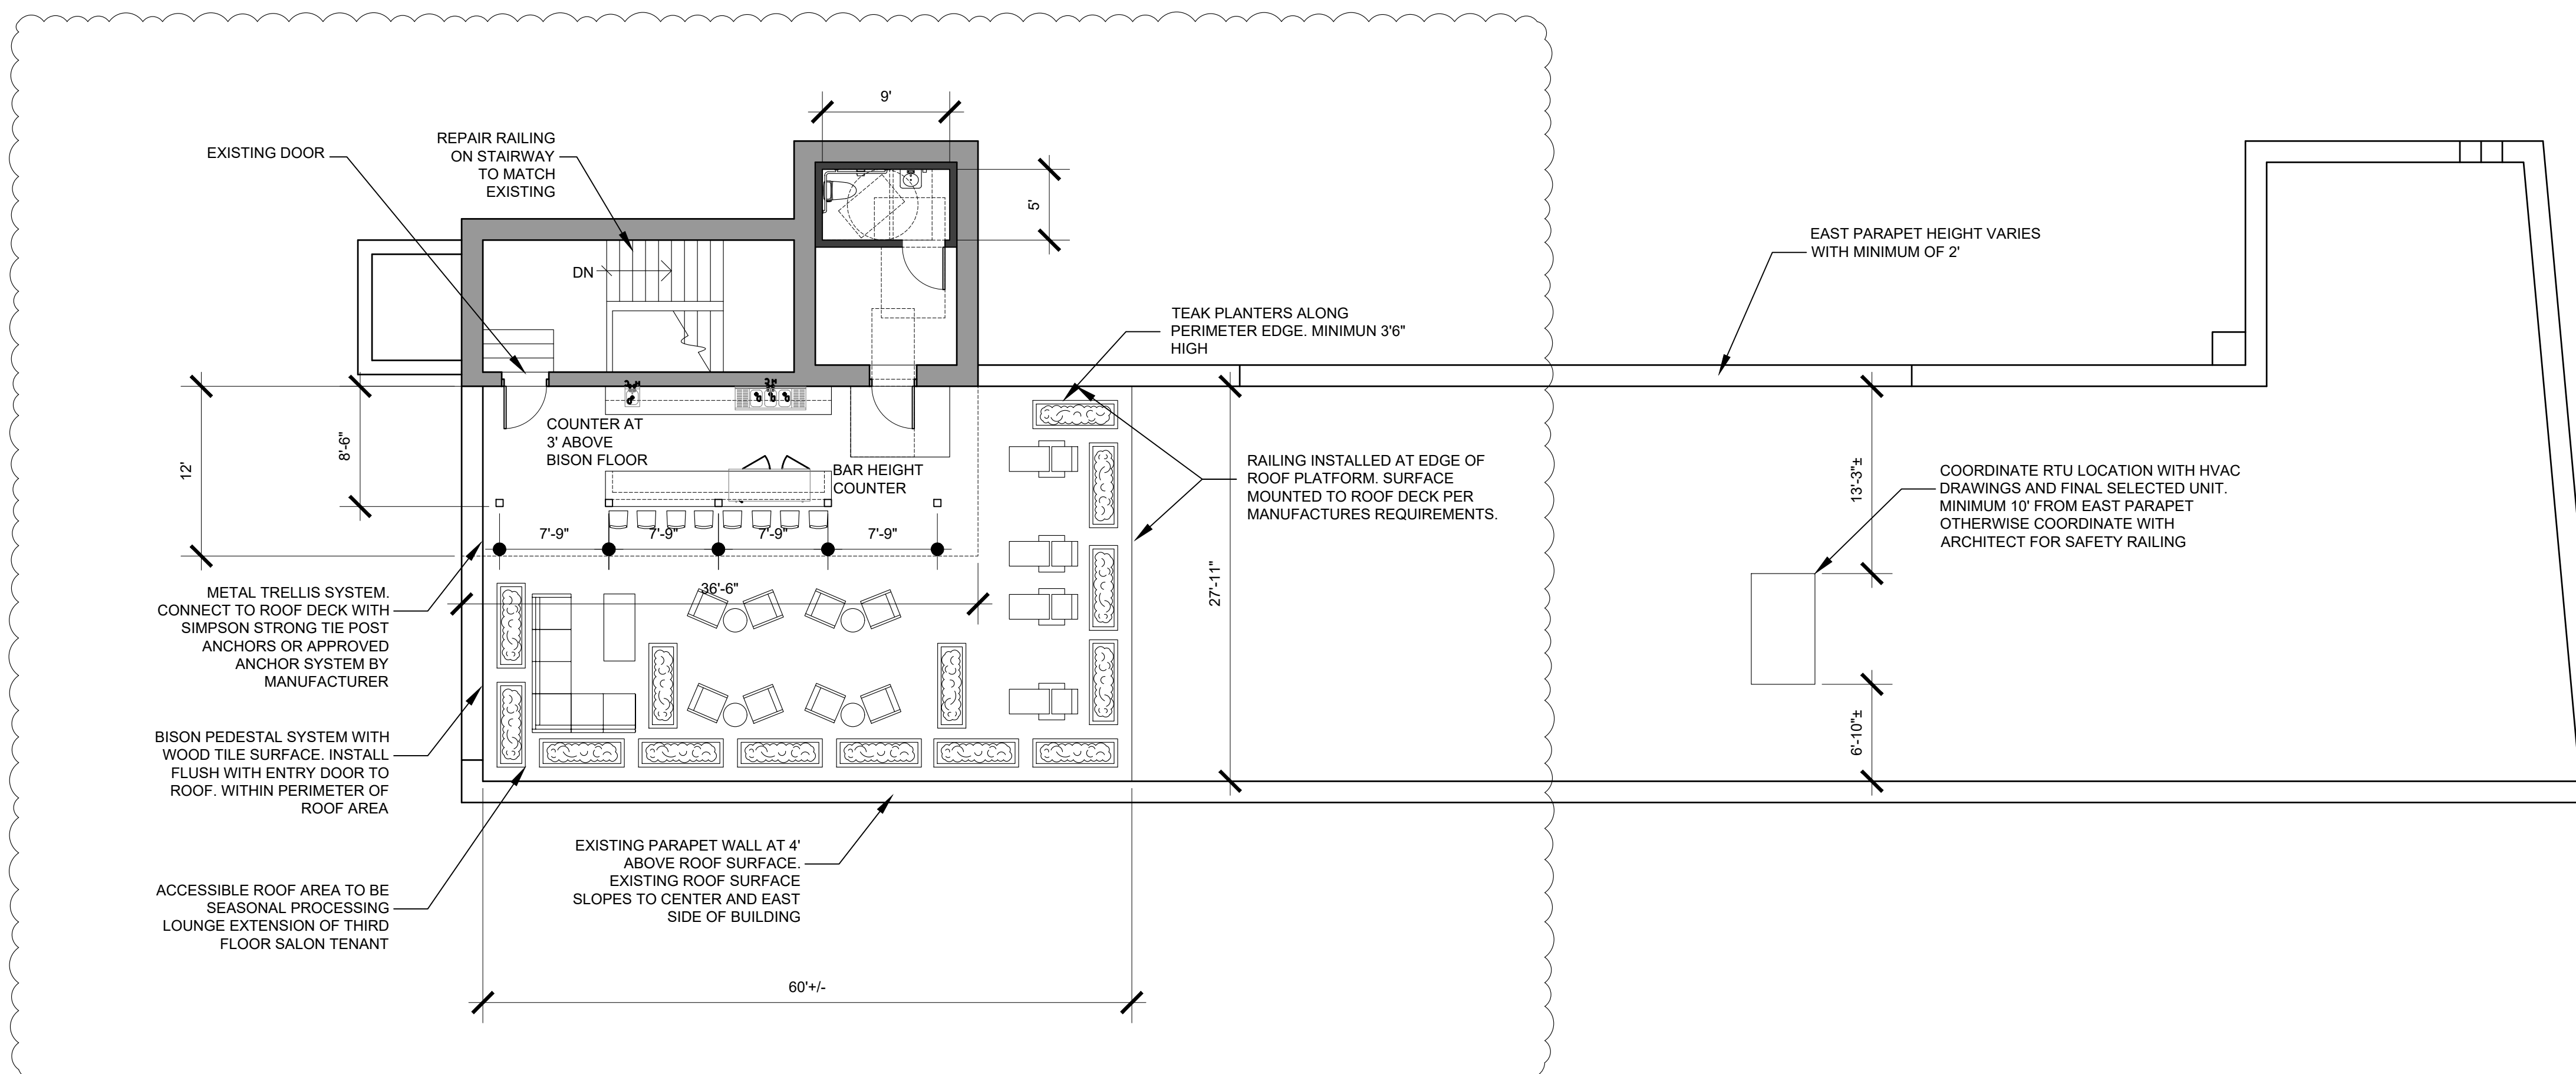 9'
EXISTING DOOR
REPAIR RAILING
ON STAIRWAY
TO MATCH
EXISTING
5'
DN
EAST PARAPET HEIGHT VARIES
WITH MINIMUM OF 2'
TEAK PLANTERS ALONG
PERIMETER EDGE. MINIMUN 3'6"
HIGH
12'
8'-6"
COUNTER AT
3' ABOVE
BISON FLOOR
BAR HEIGHT
COUNTER
RAILING INSTALLED AT EDGE OF
ROOF PLATFORM. SURFACE
MOUNTED TO ROOF DECK PER
MANUFACTURES REQUIREMENTS.
13'-3"±
COORDINATE RTU LOCATION WITH HVAC
DRAWINGS AND FINAL SELECTED UNIT.
MINIMUM 10' FROM EAST PARAPET
OTHERWISE COORDINATE WITH
ARCHITECT FOR SAFETY RAILING
7'-9"
7'-9"
7'-9"
7'-9"
36'-6"
27'-11"
METAL TRELLIS SYSTEM.
CONNECT TO ROOF DECK WITH
SIMPSON STRONG TIE POST
ANCHORS OR APPROVED
ANCHOR SYSTEM BY
MANUFACTURER
6'-10"±
BISON PEDESTAL SYSTEM WITH
WOOD TILE SURFACE. INSTALL
FLUSH WITH ENTRY DOOR TO
ROOF. WITHIN PERIMETER OF
ROOF AREA
EXISTING PARAPET WALL AT 4'
ABOVE ROOF SURFACE.
EXISTING ROOF SURFACE
SLOPES TO CENTER AND EAST
SIDE OF BUILDING
ACCESSIBLE ROOF AREA TO BE
SEASONAL PROCESSING
LOUNGE EXTENSION OF THIRD
FLOOR SALON TENANT
60'+/-